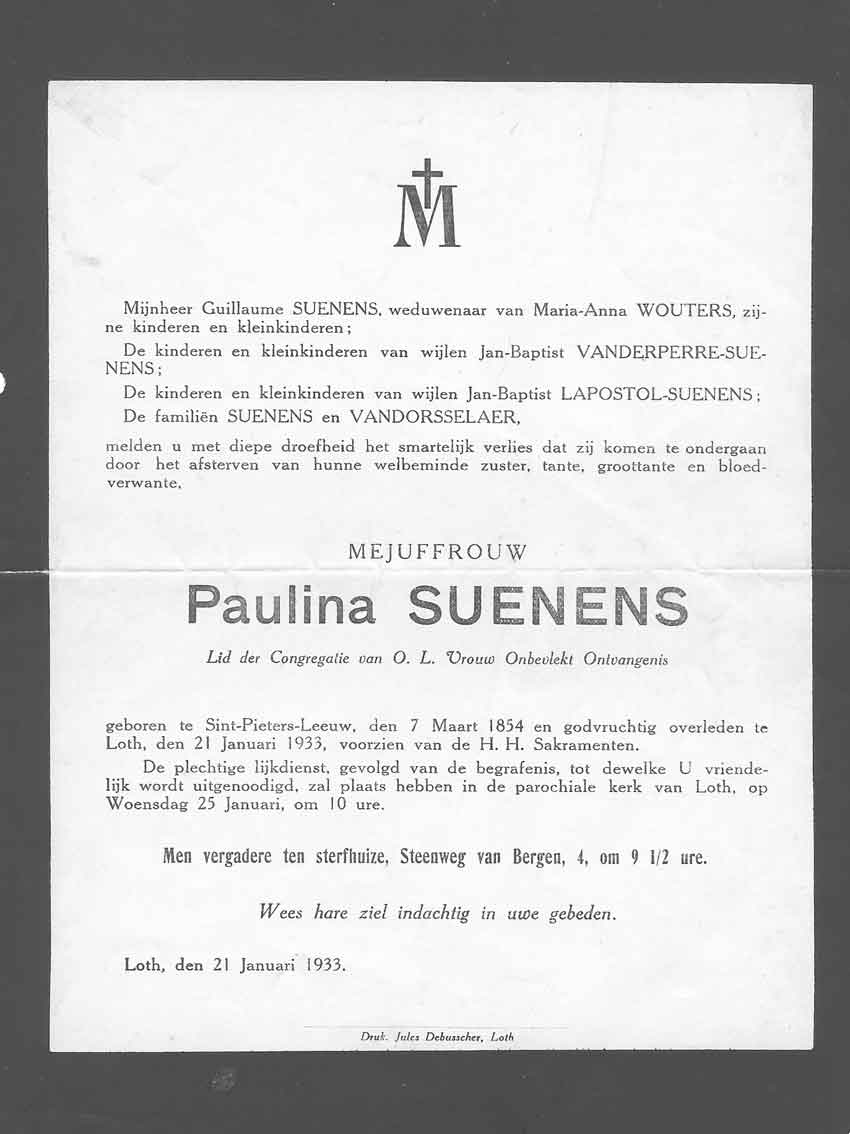 M
Mijnheer Guillaume SUENENS, weduwenaar van Maria-Anna WOUTERS, zij-
ne kinderen en kleinkinderen ;
De kinderen en kleinkinderen van wijlen Jan-Baptist VANDERPERRE-SUE-
NENS ;
De kinderen en kleinkinderen van wijlen Jan-Baptist LAPOSTOL-SUENENS ;
De familiën SUENENS en VANDORSSELAER,
melden u met diepe droefheid het smartelijk verlies dat zij komen te ondergaan
door het afsterven van hunne welbeminde zuster, tante, groottante en bloed-
verwante,
MEJUFFROUW
Paulina SUENENS
Lid der Congregatie van O. L. Vrouw Onbevlekt Ontvangenis
geboren te Sint-Pieters-Leeuw, den 7 Maart 1854 en godvruchtig overleden te
Loth, den 21 Januari 1933, voorzien van de H. H. Sakramenten.
De plechtige lijkdienst, gevolgd van de begrafenis, tot dewelke U vriende-
lijk wordt uitgenoodigd, zal plaats hebben in de parochiale kerk van Loth, op
Woensdag 25 Januari, om 10 ure.
Men vergadere ten sterfhuize, Steenweg van Bergen, 4, om 9 1/2 ure.
Wees hare ziel indachtig in uwe gebeden.
Loth, den 21 Januari 1933.
Druk. Jules Debusscher, Loth